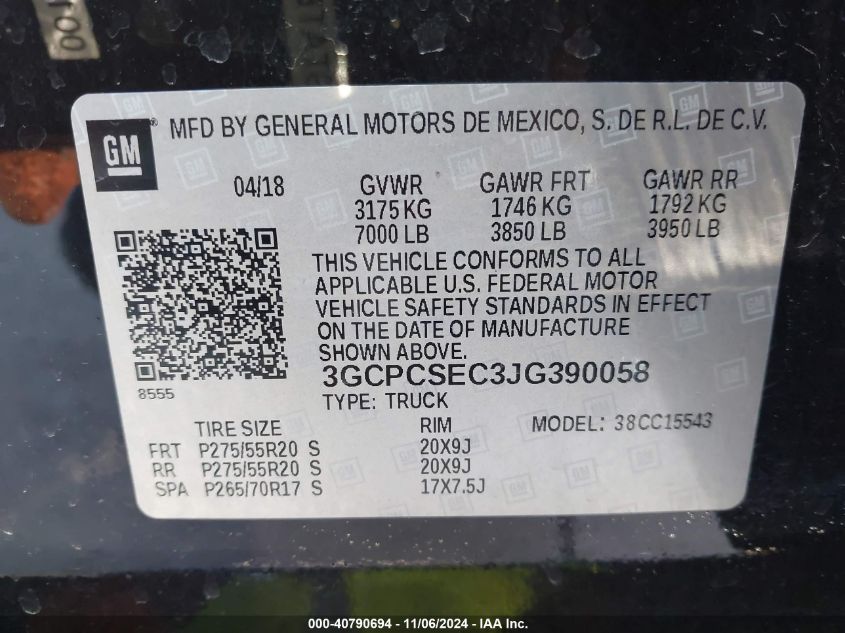 GM
MFD BY GENERAL MOTORS DE MEXICO, S. DE R.L. DE C.V.
04/18 GVWR GAWR FRT GAWR RR
3175 KG 1746 KG 1792 KG
7000 LB 3850 LB 3950 LB
THIS VEHICLE CONFORMS TO ALL
APPLICABLE U.S. FEDERAL MOTOR
VEHICLE SAFETY STANDARDS IN EFFECT
ON THE DATE OF MANUFACTURE
SHOWN ABOVE.
3GCPCSEC3JG390058
8555 TYPE: TRUCK
TIRE SIZE RIM MODEL: 38CC15543
FRT P275/55R20 S 20X9J
RR P275/55R20 S 20X9J
SPA P265/70R17 S 17X7.5J
000-40790694 - 11/06/2024 - IAA Inc.